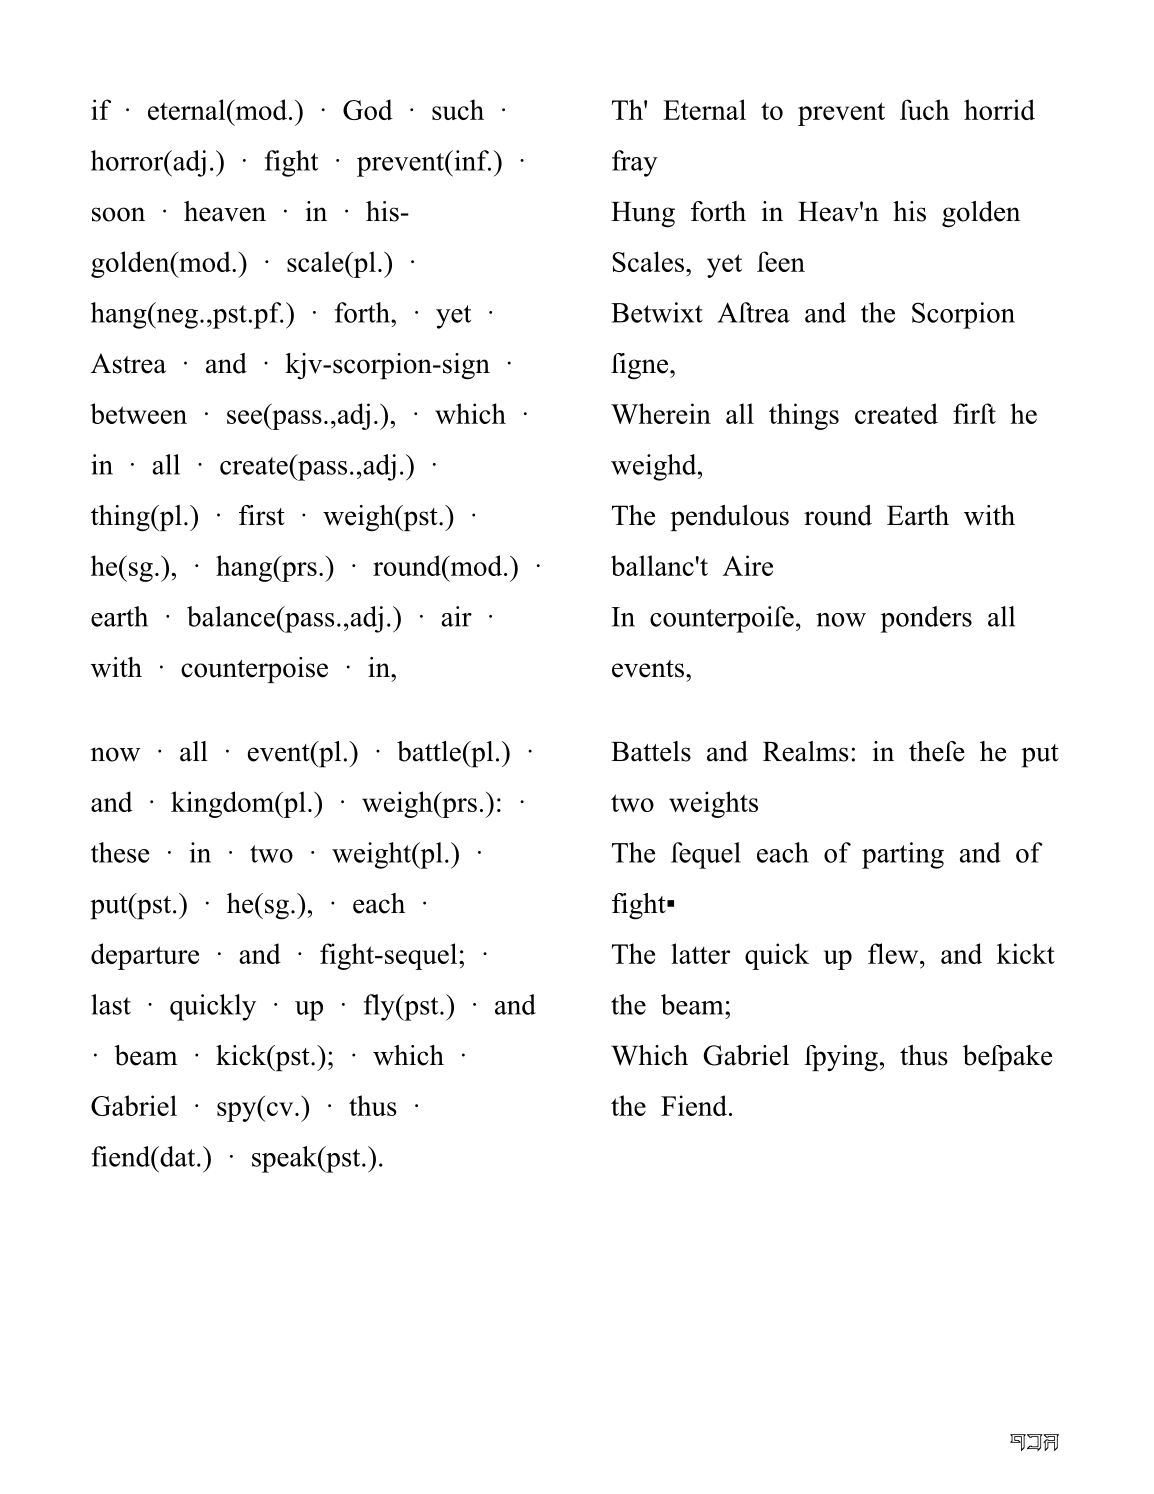 if · eternal(mod.) · God · such ·
horror(adj.) · fight · prevent(inf.) ·
soon · heaven · in · his-
golden(mod.) · scale(pl.) ·
hang(neg.,pst.pf.) · forth, · yet ·
Astrea · and · kjv-scorpion-sign ·
between · see(pass.,adj.), · which ·
in · all · create(pass.,adj.) ·
thing(pl.) · first · weigh(pst.) ·
he(sg.), · hang(prs.) · round(mod.) ·
earth · balance(pass.,adj.) · air ·
with · counterpoise · in,
now · all · event(pl.) · battle(pl.) ·
and · kingdom(pl.) · weigh(prs.): ·
these · in · two · weight(pl.) ·
put(pst.) · he(sg.), · each ·
departure · and · fight-sequel; ·
last · quickly · up · fly(pst.) · and
· beam · kick(pst.); · which ·
Gabriel · spy(cv.) · thus ·
fiend(dat.) · speak(pst.).
Th' Eternal to prevent ſuch horrid
fray
Hung forth in Heav'n his golden
Scales, yet ſeen
Betwixt Aſtrea and the Scorpion
ſigne,
Wherein all things created firſt he
weighd,
The pendulous round Earth with
ballanc't Aire
In counterpoiſe, now ponders all
events,
Battels and Realms: in theſe he put
two weights
The ſequel each of parting and of
fight▪
The latter quick up flew, and kickt
the beam;
Which Gabriel ſpying, thus beſpake
the Fiend.